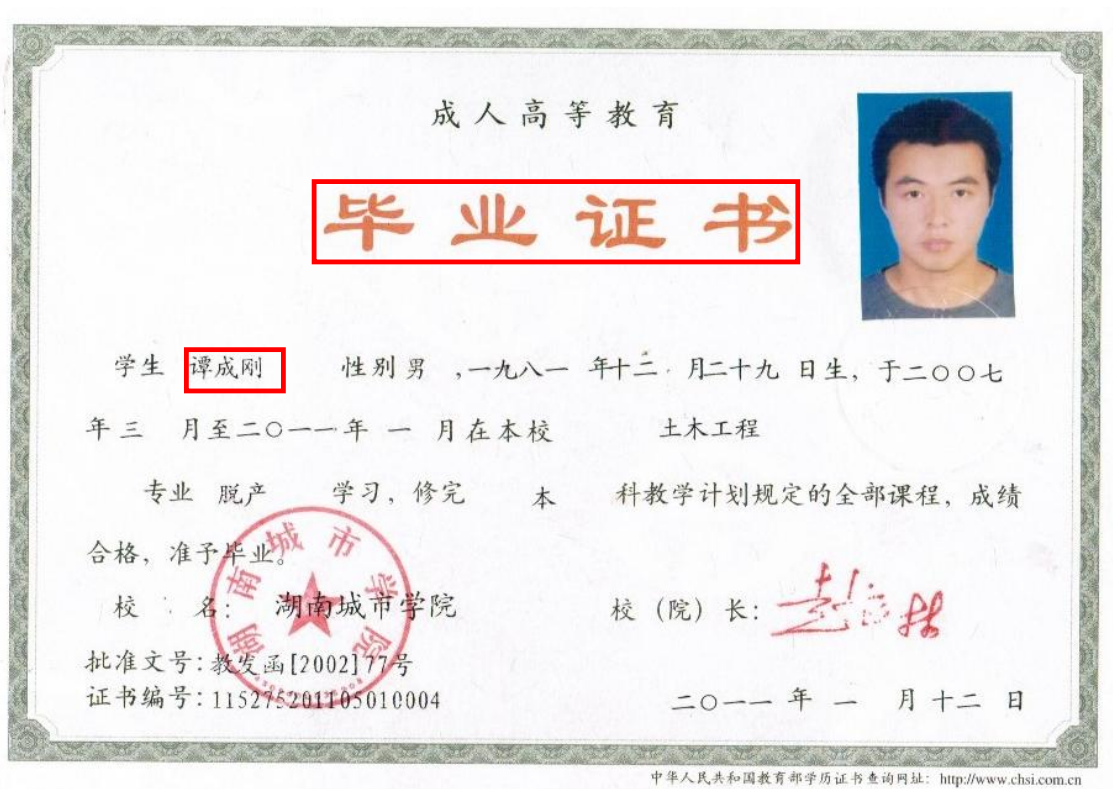 成人高等教育
毕业证书
学生 谭成刚 性别 男 ,一九八一 年十二 月二十九 日生, 于二〇〇七
年 三 月至二〇一一年 一 月在本校 土木工程
专业 脱产 学习, 修完 本 科教学计划规定的全部课程, 成绩
合格, 准予毕业。
校 名: 湖南城市学院 校 (院) 长:
湖南城市学院
批准文号: 教发函[2002]77号
证书编号: 115275201105010004
二〇一一 年 一 月 十二 日
中华人民共和国教育部学历证书查询网址: http://www.chsi.com.cn